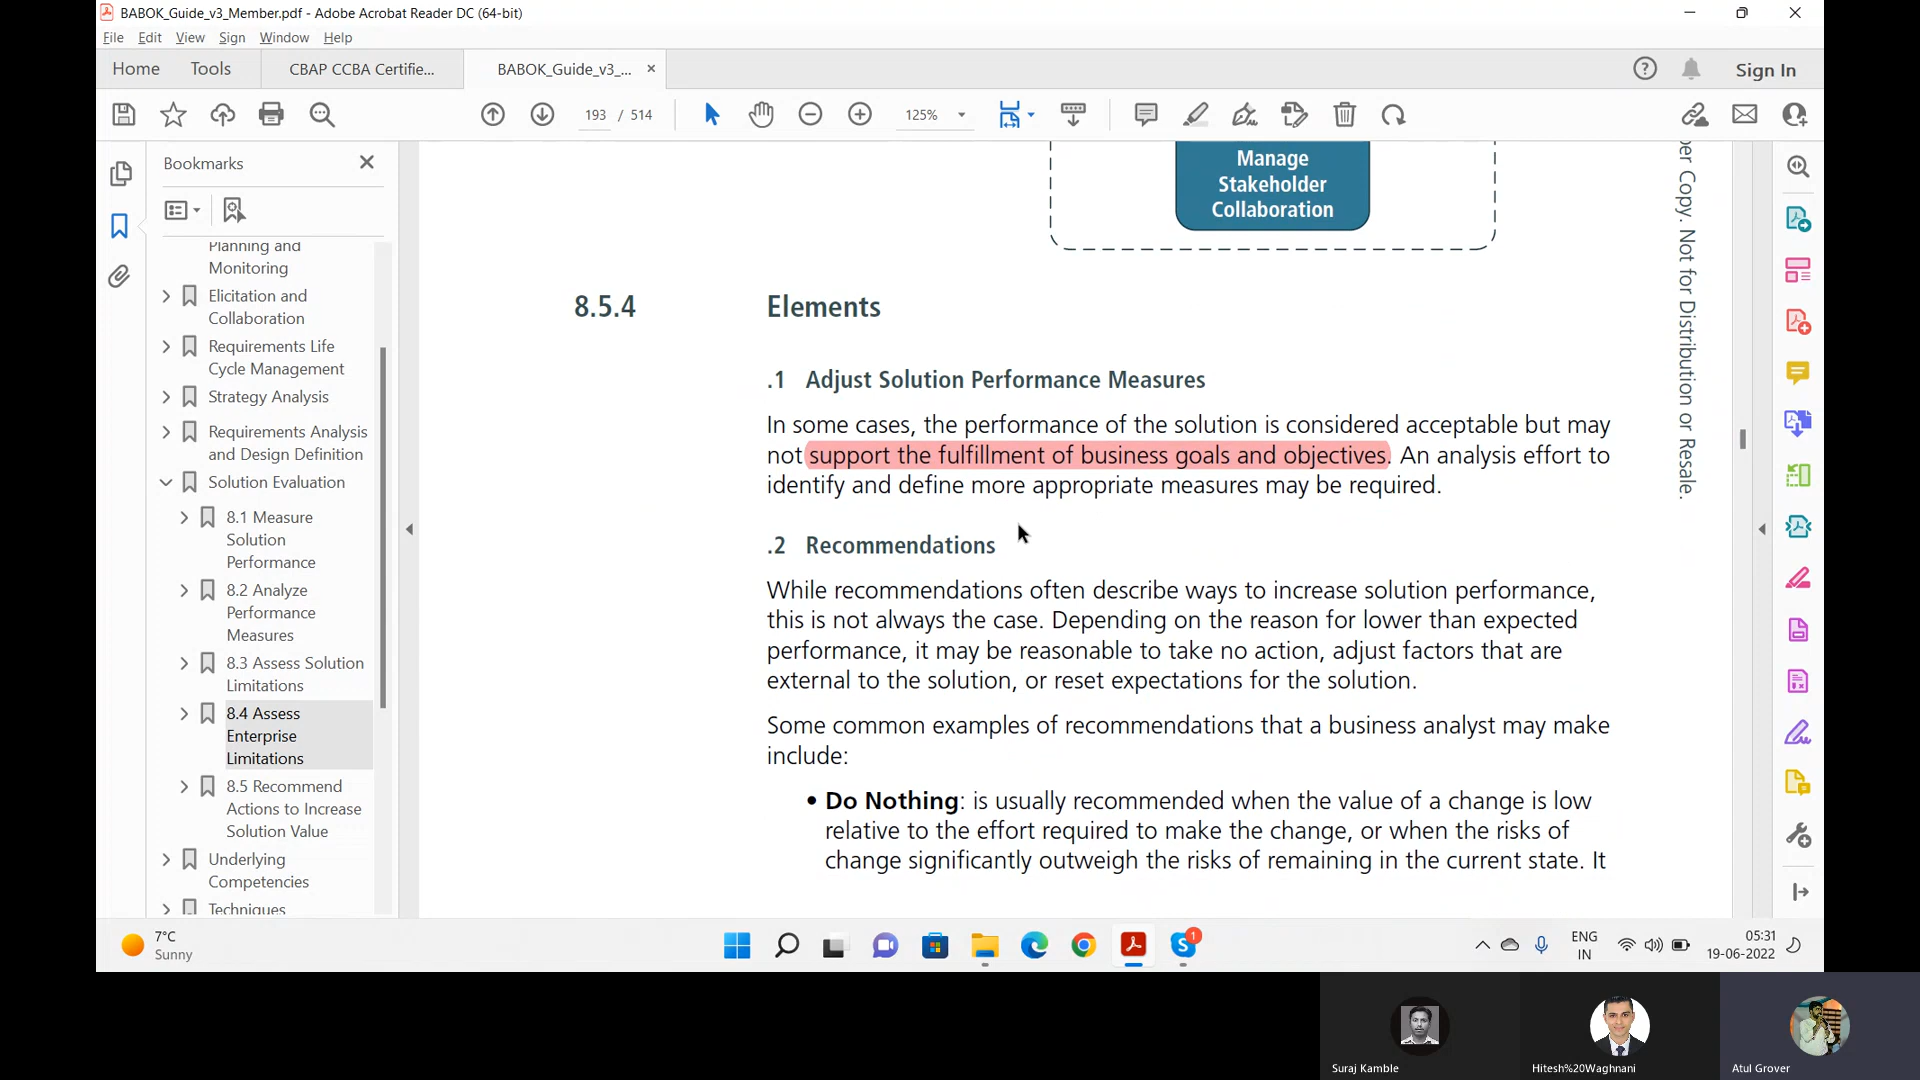 BABOK_Guide_v3_Member.pdf - Adobe Acrobat Reader DC (64-bit)
File Edit View Sign Window Help
Home Tools CBAP CCBA Certifie... BABOK_Guide_v3_... Sign In
193 / 514 125%
Bookmarks
Planning and
Monitoring
Elicitation and
Collaboration
Requirements Life
Cycle Management
Strategy Analysis
Requirements Analysis
and Design Definition
Solution Evaluation
8.1 Measure
Solution
Performance
8.2 Analyze
Performance
Measures
8.3 Assess Solution
Limitations
8.4 Assess
Enterprise
Limitations
8.5 Recommend
Actions to Increase
Solution Value
Underlying
Competencies
Techniques
Manage
Stakeholder
Collaboration
8.5.4 Elements
.1 Adjust Solution Performance Measures
In some cases, the performance of the solution is considered acceptable but may
not support the fulfillment of business goals and objectives. An analysis effort to
identify and define more appropriate measures may be required.
.2 Recommendations
While recommendations often describe ways to increase solution performance,
this is not always the case. Depending on the reason for lower than expected
performance, it may be reasonable to take no action, adjust factors that are
external to the solution, or reset expectations for the solution.
Some common examples of recommendations that a business analyst may make
include:
• Do Nothing: is usually recommended when the value of a change is low
relative to the effort required to make the change, or when the risks of
change significantly outweigh the risks of remaining in the current state. It
er Copy. Not for Distribution or Resale.
7°C
Sunny
1
ENG
IN
05:31
19-06-2022
Suraj Kamble
Hitesh%20Waghnani
Atul Grover